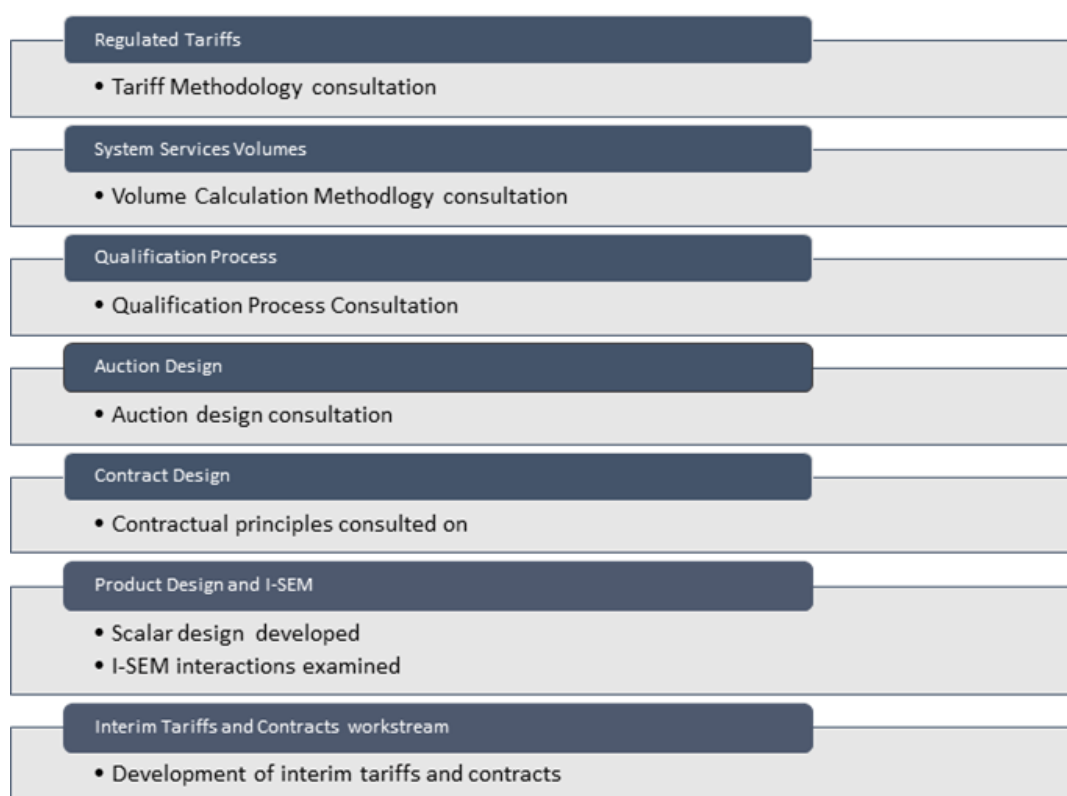 Regulated Tariffs
• Tariff Methodology consultation
System Services Volumes
• Volume Calculation Methodlogy consultation
Qualification Process
• Qualification Process Consultation
Auction Design
• Auction design consultation
Contract Design
• Contractual principles consulted on
Product Design and I-SEM
• Scalar design developed
• I-SEM interactions examined
Interim Tariffs and Contracts workstream
• Development of interim tariffs and contracts